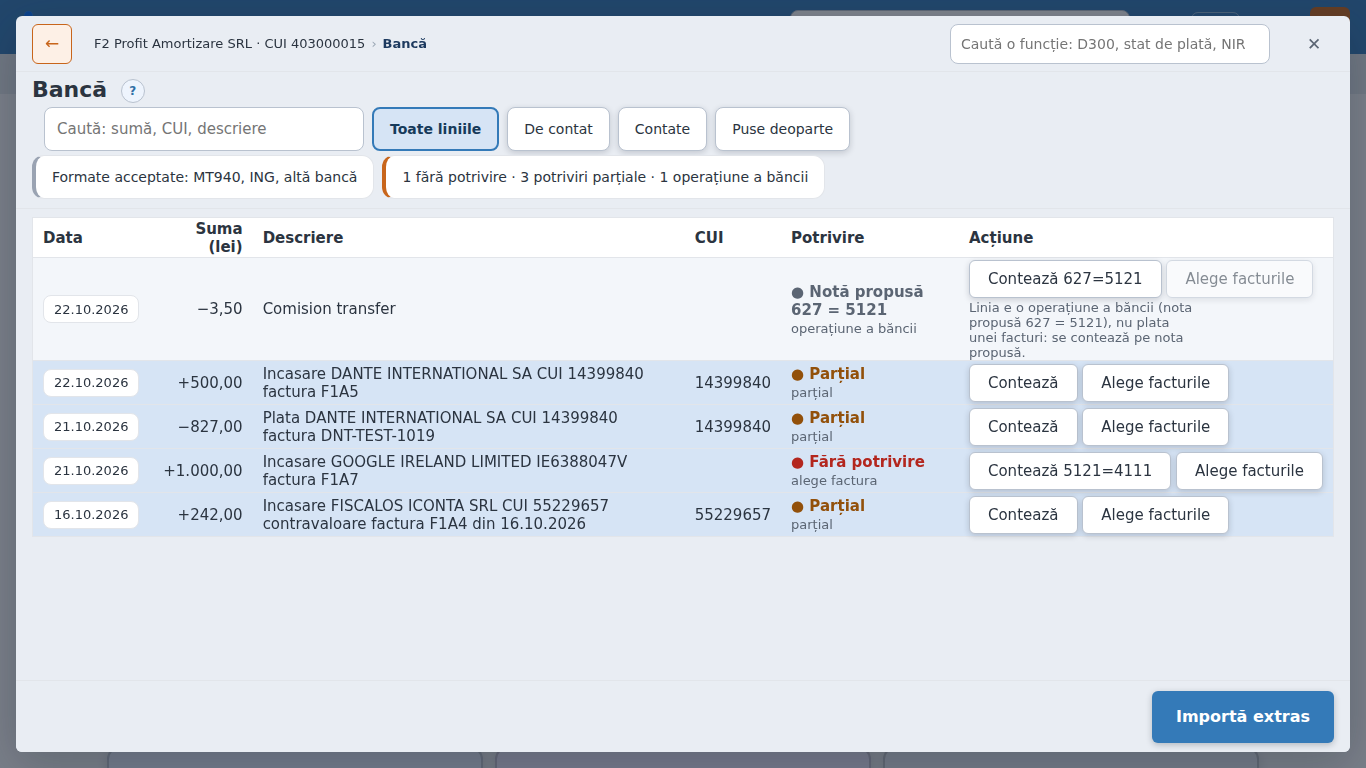 ←
F2 Profit Amortizare SRL · CUI 403000015 › Bancă
Caută o funcție: D300, stat de plată, NIR
✕
Bancă ?
Caută: sumă, CUI, descriere
Toate liniile
De contat
Contate
Puse deoparte
Formate acceptate: MT940, ING, altă bancă
1 fără potrivire · 3 potriviri parțiale · 1 operațiune a băncii
Data
Suma
(lei)
Descriere
CUI
Potrivire
Acțiune
22.10.2026
−3,50
Comision transfer
● Notă propusă
627 = 5121
operațiune a băncii
Contează 627=5121
Alege facturile
Linia e o operațiune a băncii (nota
propusă 627 = 5121), nu plata
unei facturi: se contează pe nota
propusă.
22.10.2026
+500,00
Incasare DANTE INTERNATIONAL SA CUI 14399840
factura F1A5
14399840
● Parțial
parțial
Contează
Alege facturile
21.10.2026
−827,00
Plata DANTE INTERNATIONAL SA CUI 14399840
factura DNT-TEST-1019
14399840
● Parțial
parțial
Contează
Alege facturile
21.10.2026
+1.000,00
Incasare GOOGLE IRELAND LIMITED IE6388047V
factura F1A7
● Fără potrivire
alege factura
Contează 5121=4111
Alege facturile
16.10.2026
+242,00
Incasare FISCALOS ICONTA SRL CUI 55229657
contravaloare factura F1A4 din 16.10.2026
55229657
● Parțial
parțial
Contează
Alege facturile
Importă extras